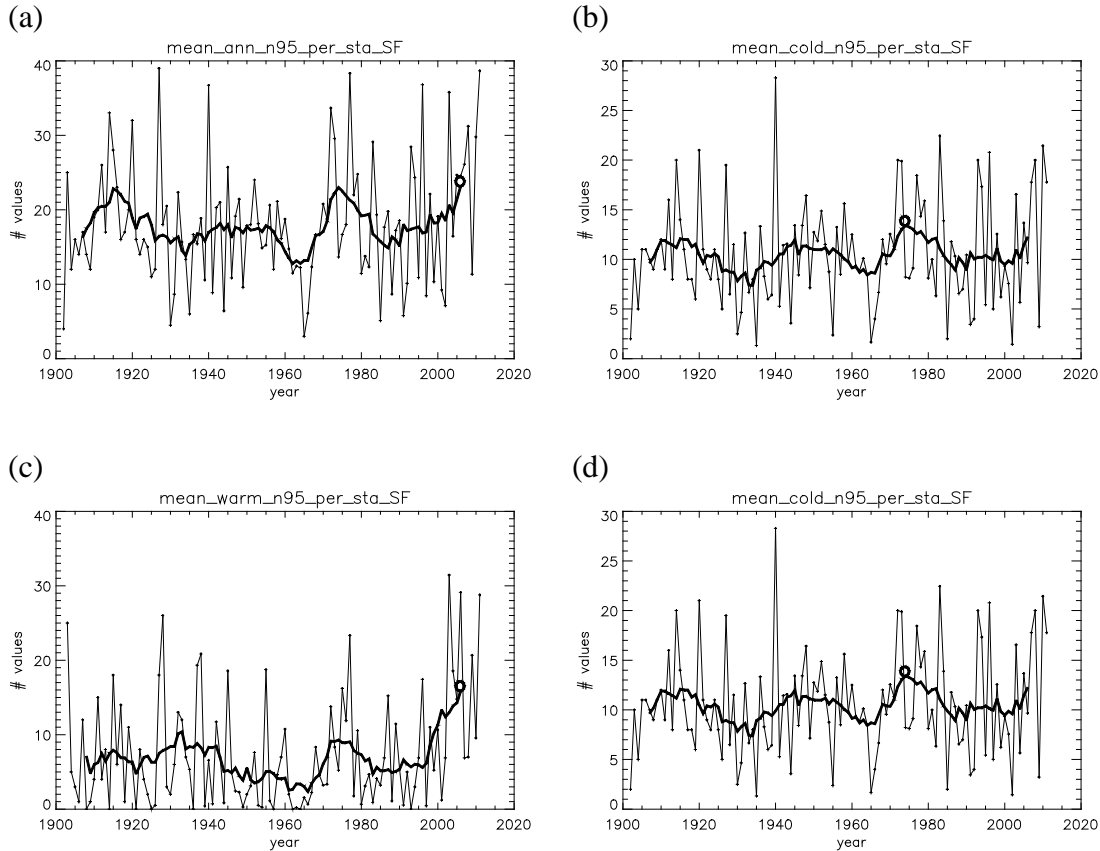 (a)
mean_ann_n95_per_sta_SF
40
30
20
10
0
# values
1900 1920 1940 1960 1980 2000 2020
year
(b)
mean_cold_n95_per_sta_SF
30
25
20
15
10
5
0
# values
1900 1920 1940 1960 1980 2000 2020
year
(c)
mean_warm_n95_per_sta_SF
40
30
20
10
0
# values
1900 1920 1940 1960 1980 2000 2020
year
(d)
mean_cold_n95_per_sta_SF
30
25
20
15
10
5
0
# values
1900 1920 1940 1960 1980 2000 2020
year